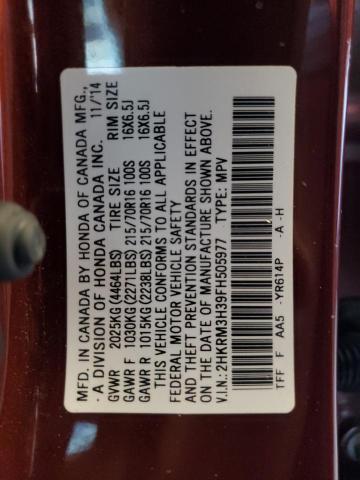 MFD. IN CANADA BY HONDA OF CANADA MFG.,
- A DIVISION OF HONDA CANADA INC. 11/'14
GVWR 2025KG (4464LBS) TIRE SIZE RIM SIZE
GAWR F 1030KG (2271LBS) 215/70R16 100S 16X6.5J
GAWR R 1015KG (2238LBS) 215/70R16 100S 16X6.5J
THIS VEHICLE CONFORMS TO ALL APPLICABLE
FEDERAL MOTOR VEHICLE SAFETY
AND THEFT PREVENTION STANDARDS IN EFFECT
ON THE DATE OF MANUFACTURE SHOWN ABOVE.
V.I.N.: 2HKRM3H39FH505977 TYPE: MPV
TFF F AA5 -YR614P -A -H